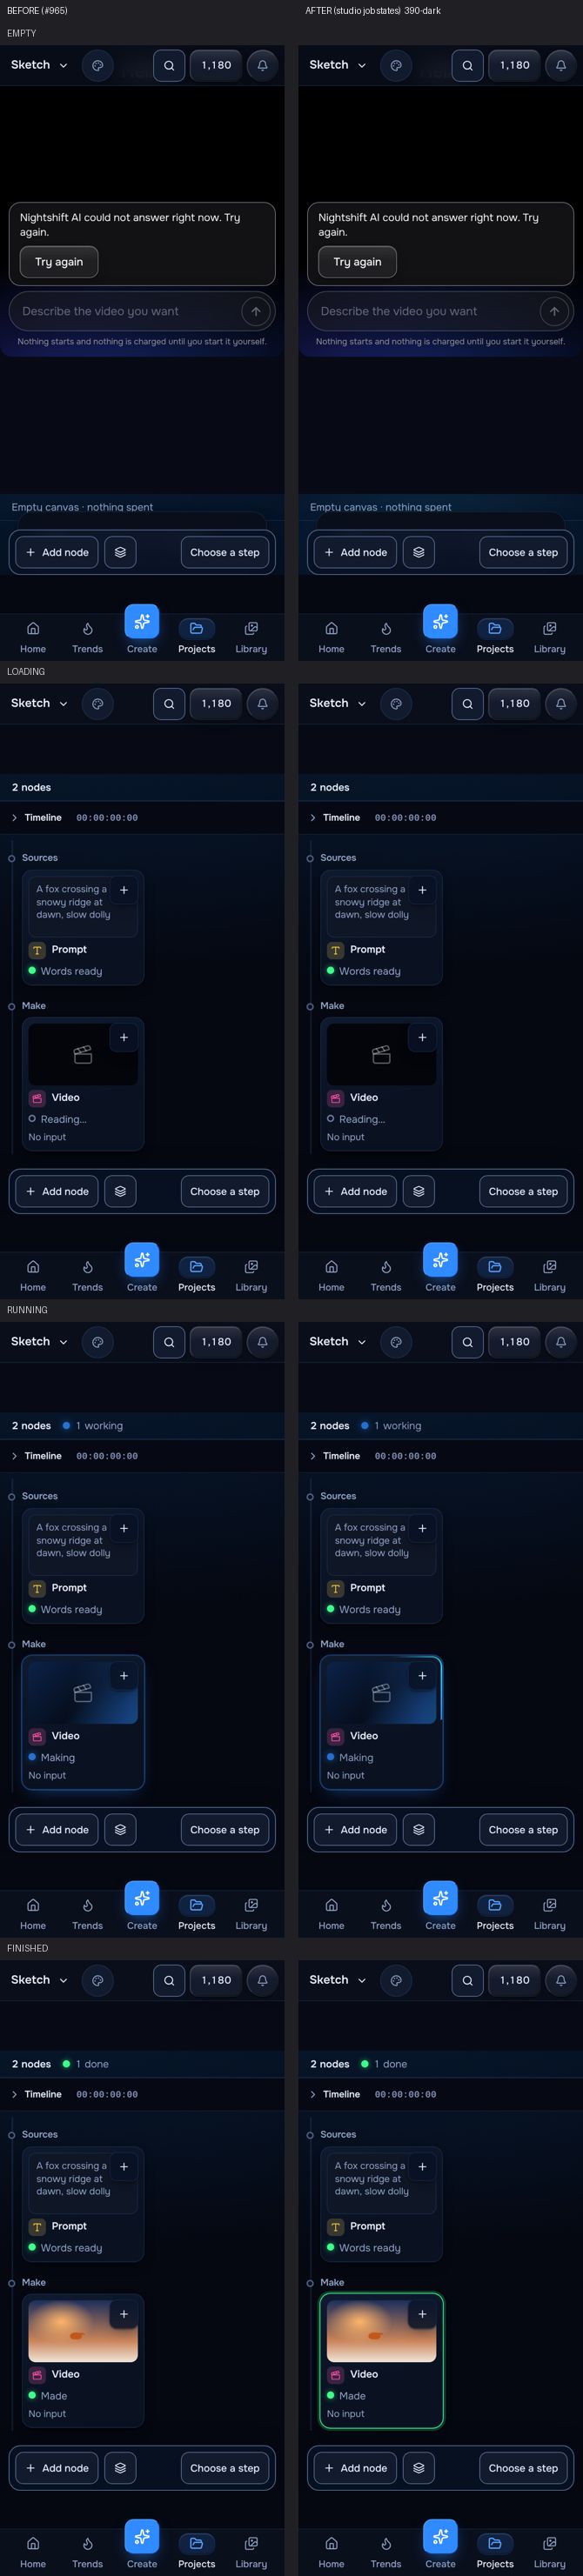 BEFORE (#965)
AFTER (studio job states) 390-dark
EMPTY
Sketch
1,180
Sketch
1,180
Nightshift AI could not answer right now. Try
again.
Try again
Nightshift AI could not answer right now. Try
again.
Try again
Describe the video you want
Describe the video you want
Nothing starts and nothing is charged until you start it yourself.
Nothing starts and nothing is charged until you start it yourself.
Empty canvas · nothing spent
Empty canvas · nothing spent
Add node
Choose a step
Add node
Choose a step
Home
Trends
Create
Projects
Library
Home
Trends
Create
Projects
Library
LOADING
Sketch
1,180
Sketch
1,180
2 nodes
2 nodes
Timeline 00:00:00:00
Timeline 00:00:00:00
Sources
Sources
A fox crossing a
snowy ridge at
dawn, slow dolly
Prompt
Words ready
A fox crossing a
snowy ridge at
dawn, slow dolly
Prompt
Words ready
Make
Make
Video
Reading...
No input
Video
Reading...
No input
Add node
Choose a step
Add node
Choose a step
Home
Trends
Create
Projects
Library
Home
Trends
Create
Projects
Library
RUNNING
Sketch
1,180
Sketch
1,180
2 nodes 1 working
2 nodes 1 working
Timeline 00:00:00:00
Timeline 00:00:00:00
Sources
Sources
A fox crossing a
snowy ridge at
dawn, slow dolly
Prompt
Words ready
A fox crossing a
snowy ridge at
dawn, slow dolly
Prompt
Words ready
Make
Make
Video
Making
No input
Video
Making
No input
Add node
Choose a step
Add node
Choose a step
Home
Trends
Create
Projects
Library
Home
Trends
Create
Projects
Library
FINISHED
Sketch
1,180
Sketch
1,180
2 nodes 1 done
2 nodes 1 done
Timeline 00:00:00:00
Timeline 00:00:00:00
Sources
Sources
A fox crossing a
snowy ridge at
dawn, slow dolly
Prompt
Words ready
A fox crossing a
snowy ridge at
dawn, slow dolly
Prompt
Words ready
Make
Make
Video
Made
No input
Video
Made
No input
Add node
Choose a step
Add node
Choose a step
Home
Trends
Create
Projects
Library
Home
Trends
Create
Projects
Library